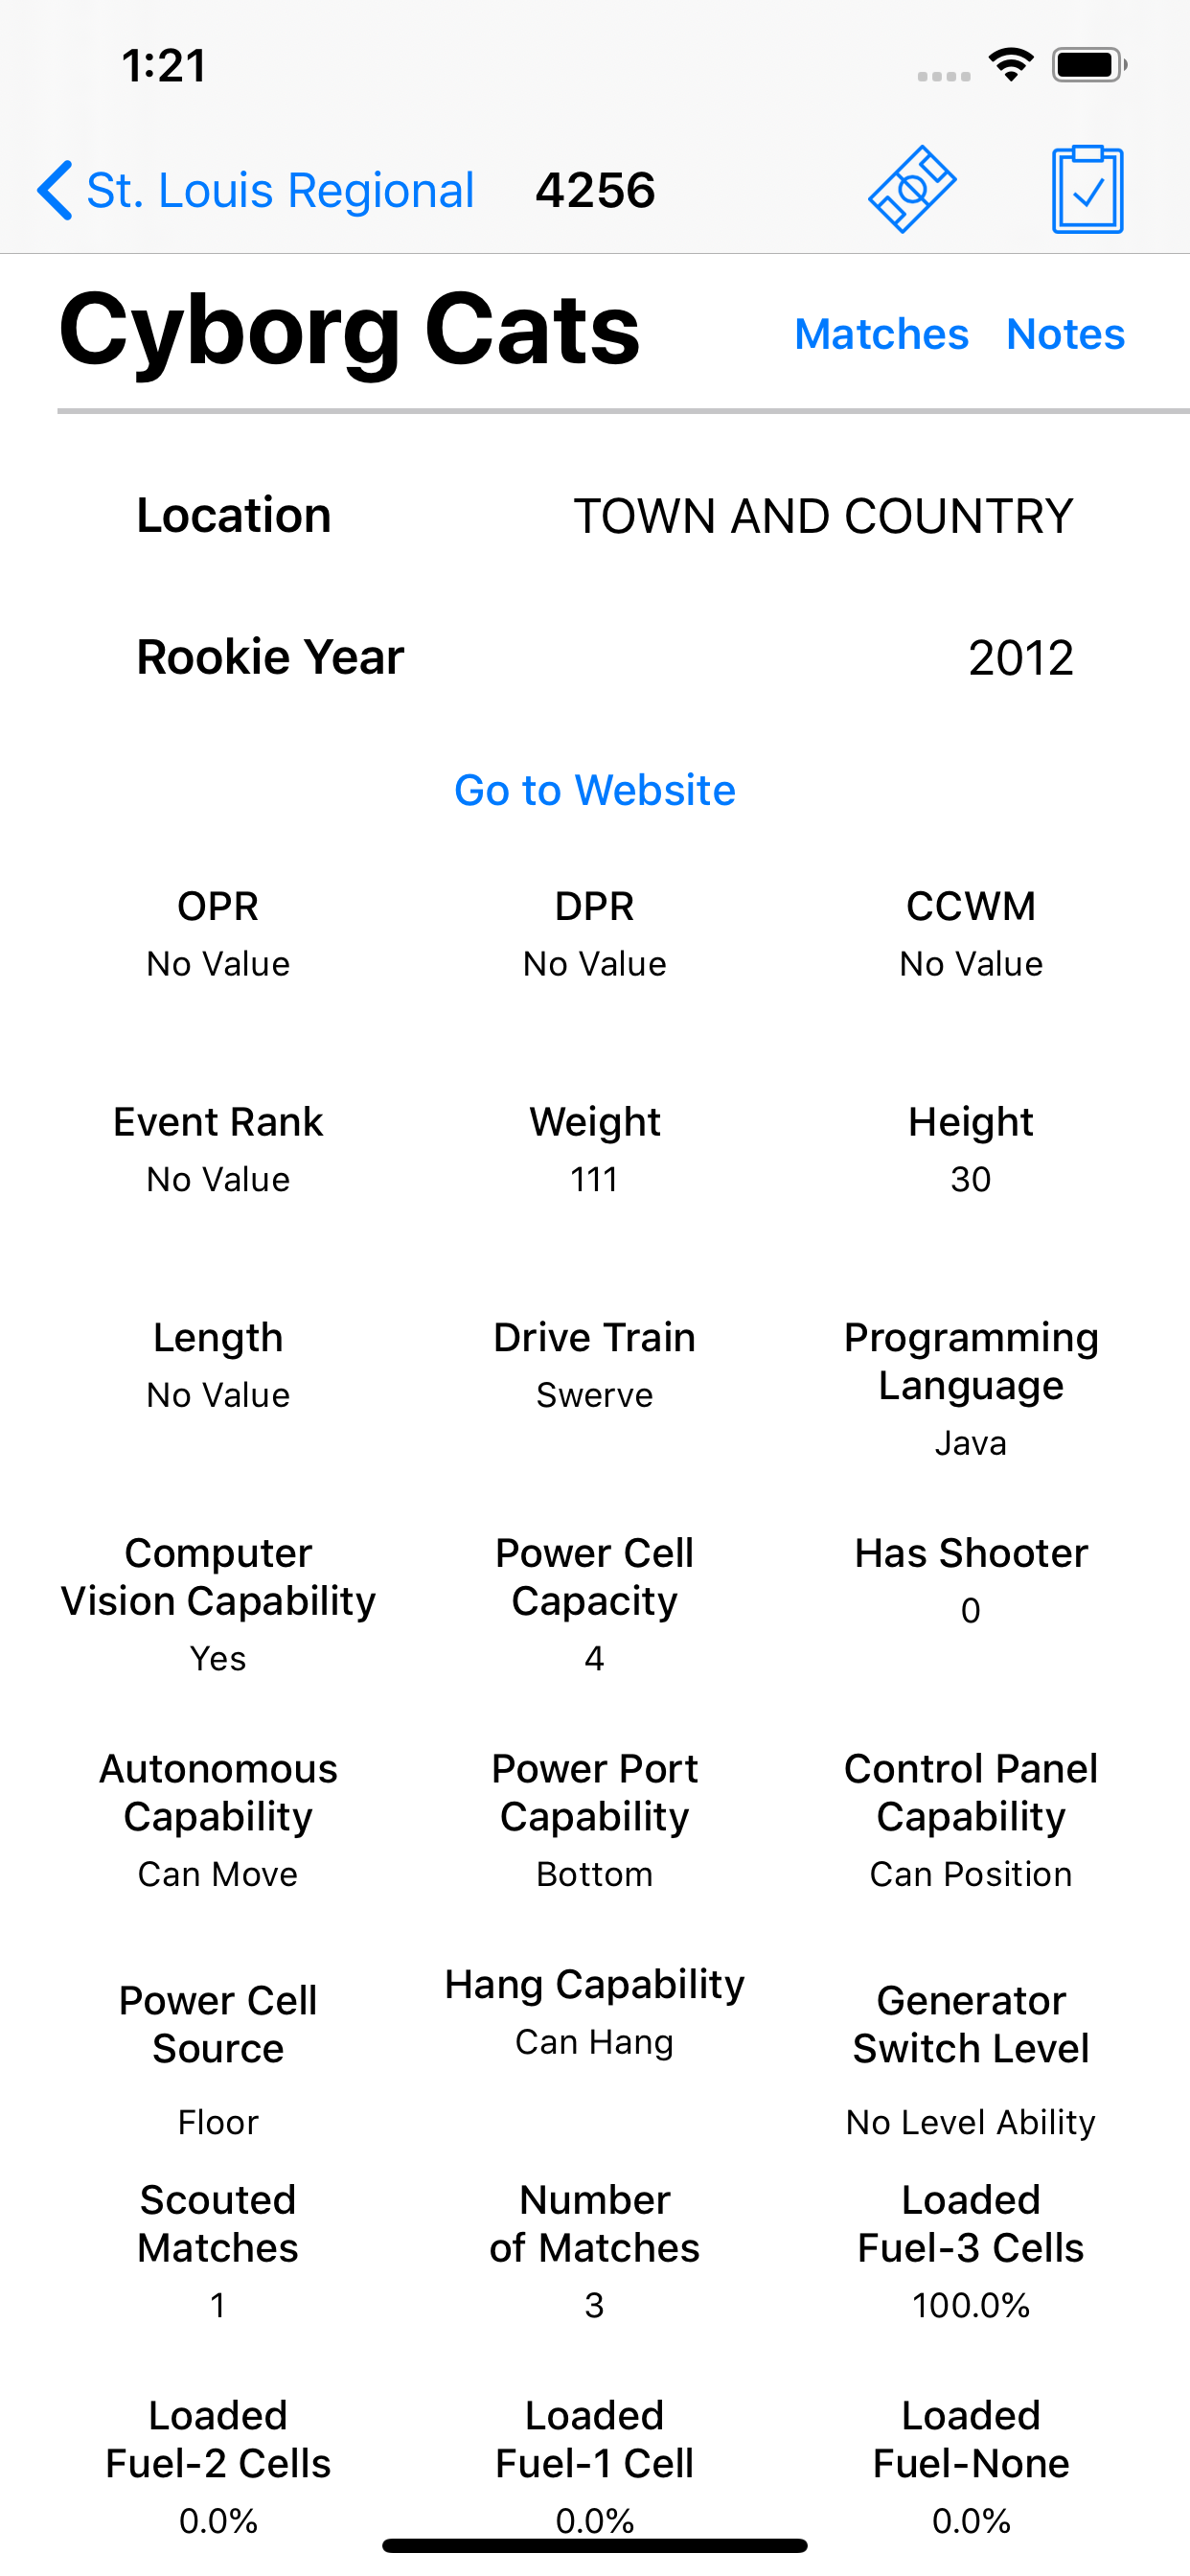 1:21
St. Louis Regional
4256
Cyborg Cats
Matches
Notes
Location
TOWN AND COUNTRY
Rookie Year
2012
Go to Website
OPR
No Value
DPR
No Value
CCWM
No Value
Event Rank
No Value
Weight
111
Height
30
Length
No Value
Drive Train
Swerve
Programming
Language
Java
Computer
Vision Capability
Yes
Power Cell
Capacity
4
Has Shooter
0
Autonomous
Capability
Can Move
Power Port
Capability
Bottom
Control Panel
Capability
Can Position
Power Cell
Source
Floor
Hang Capability
Can Hang
Generator
Switch Level
No Level Ability
Scouted
Matches
1
Number
of Matches
3
Loaded
Fuel-3 Cells
100.0%
Loaded
Fuel-2 Cells
0.0%
Loaded
Fuel-1 Cell
0.0%
Loaded
Fuel-None
0.0%